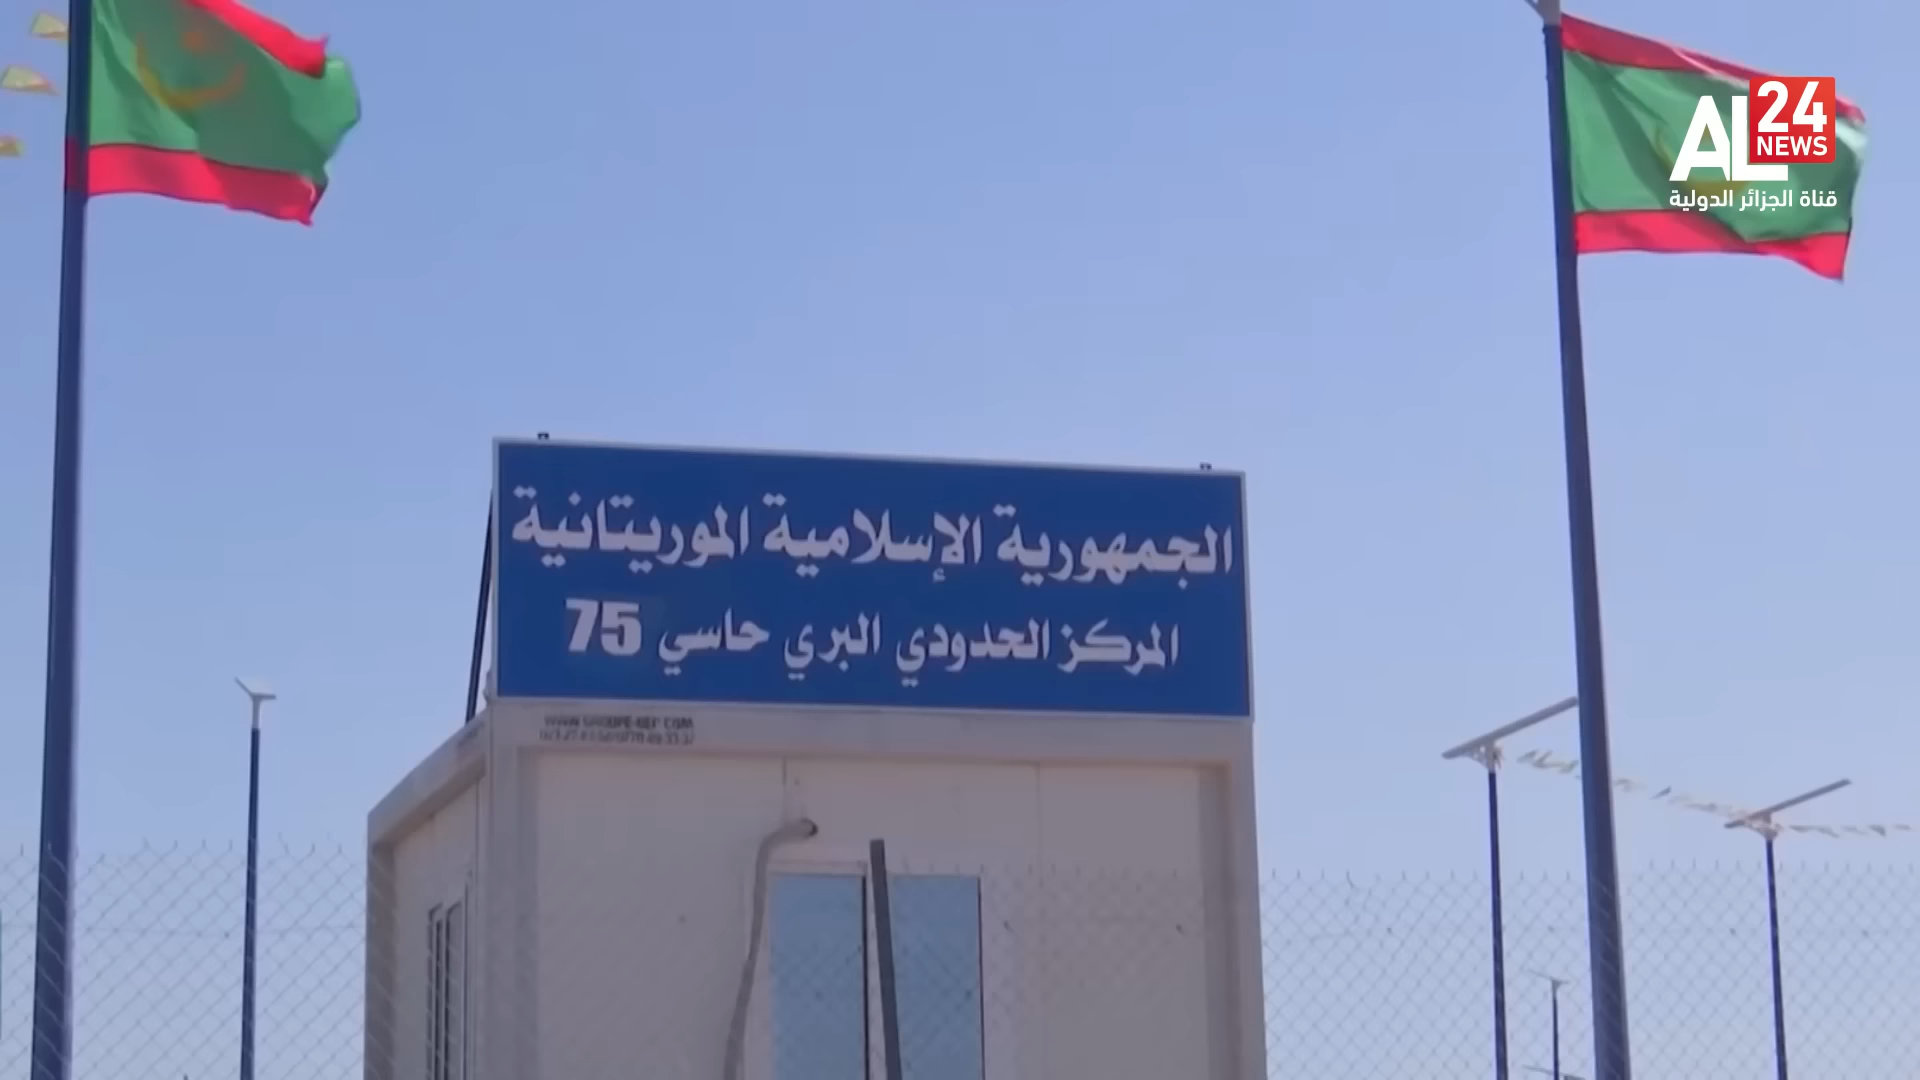 AL
24
NEWS
قناة الجزائر الدولية
الجمهورية الإسلامية الموريتانية
المركز الحدودي البري حاسي 75